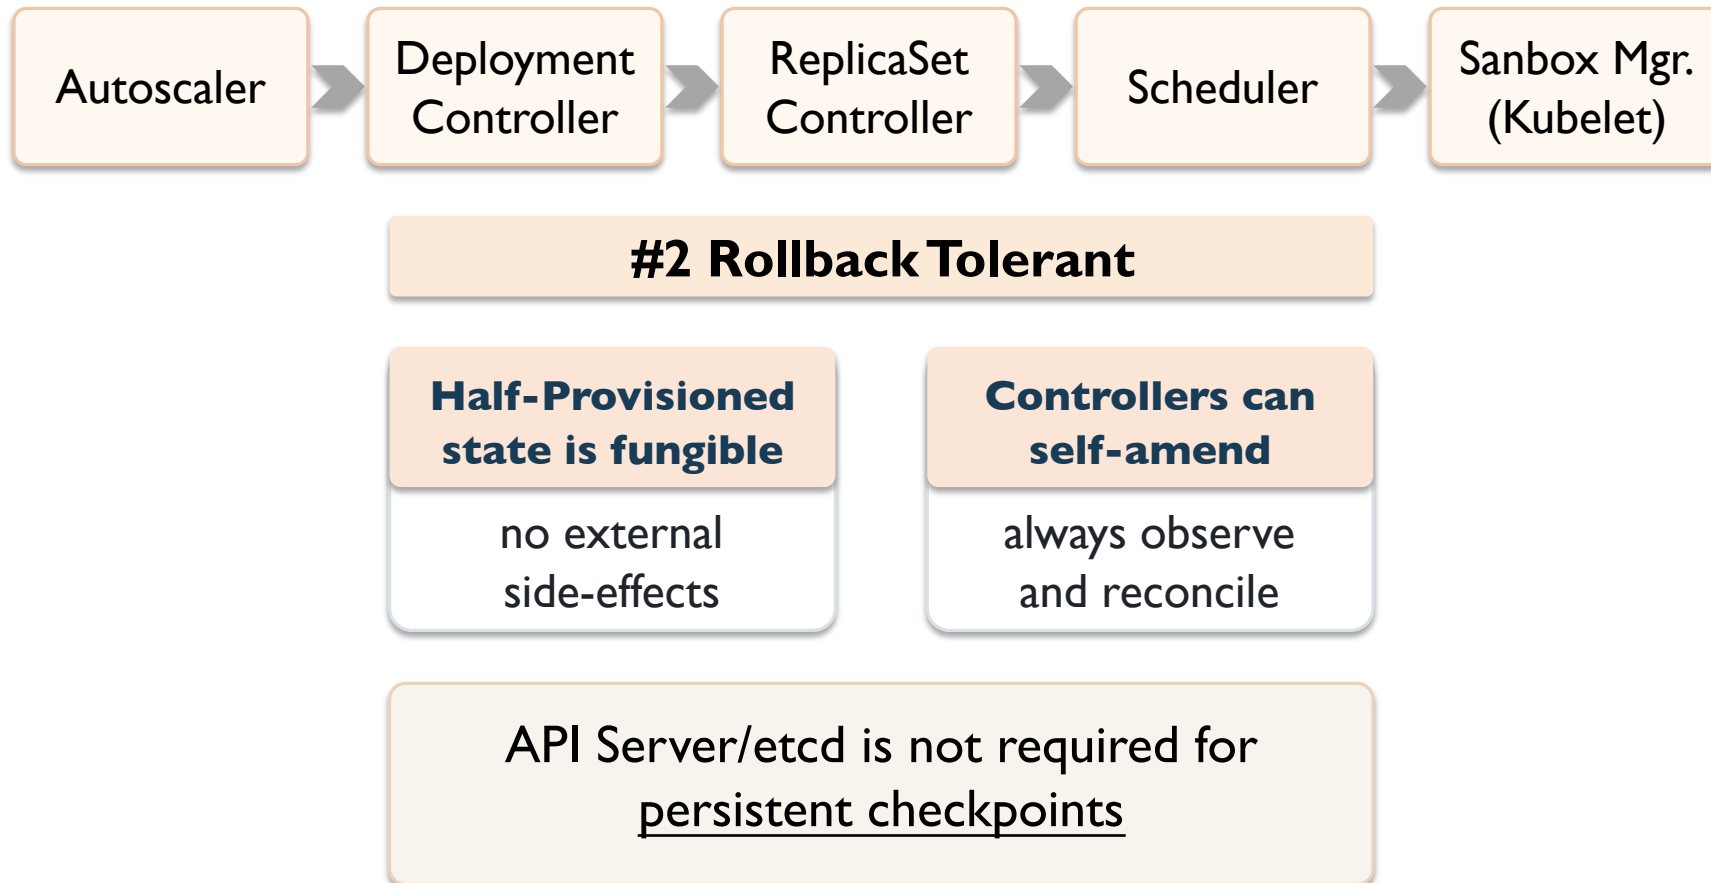 Autoscaler
Deployment
Controller
ReplicaSet
Controller
Scheduler
Sanbox Mgr.
(Kubelet)
#2 Rollback Tolerant
Half-Provisioned
state is fungible
no external
side-effects
Controllers can
self-amend
always observe
and reconcile
API Server/etcd is not required for
persistent checkpoints